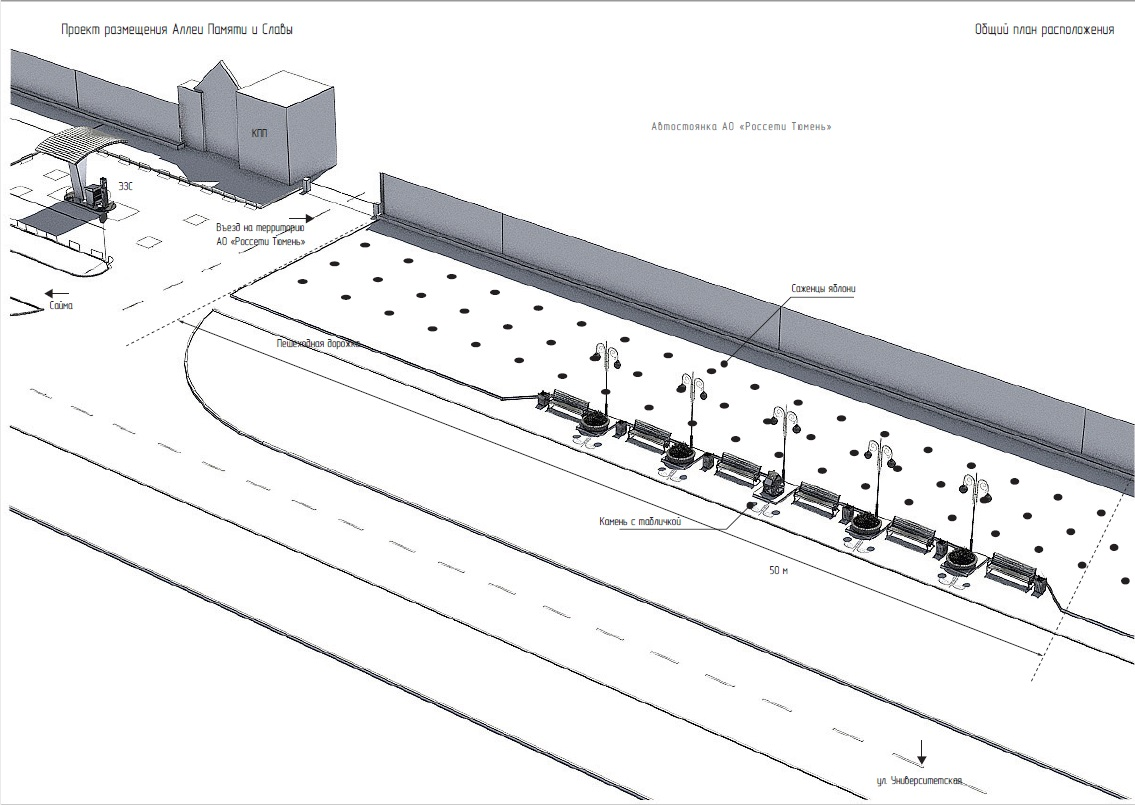 Проект размещения Аллеи Памяти и Славы
Общий план расположения
Автостоянка АО «Россети Тюмень»
КПП
ЭЗС
Въезд на территорию
АО «Россети Тюмень»
Сайма
Саженцы яблони
Пешеходная дорожка
Камень с табличкой
50 м
ул. Университетская